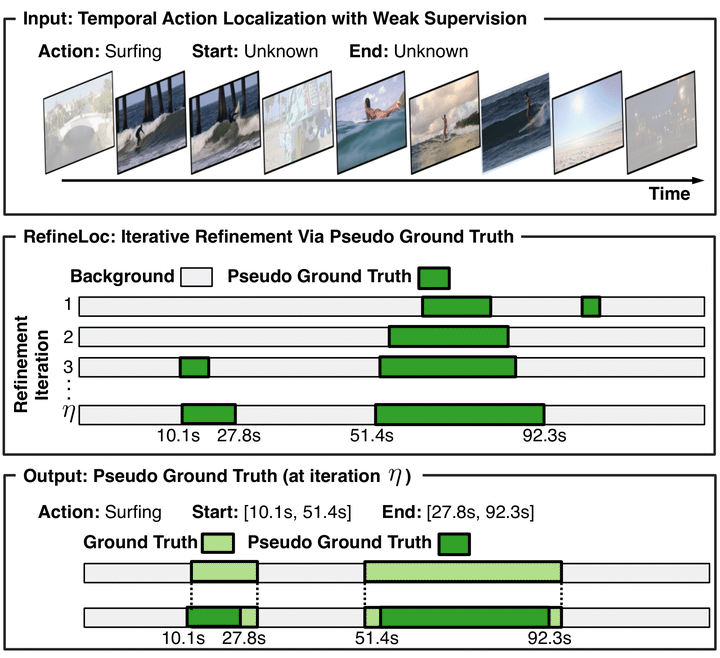 Input: Temporal Action Localization with Weak Supervision
Action: Surfing Start: Unknown End: Unknown
Time
RefineLoc: Iterative Refinement Via Pseudo Ground Truth
Background Pseudo Ground Truth
Refinement
Iteration
1
2
3
η
10.1s 27.8s 51.4s 92.3s
Output: Pseudo Ground Truth (at iteration η)
Action: Surfing Start: [10.1s, 51.4s] End: [27.8s, 92.3s]
Ground Truth Pseudo Ground Truth
10.1s 27.8s 51.4s 92.3s